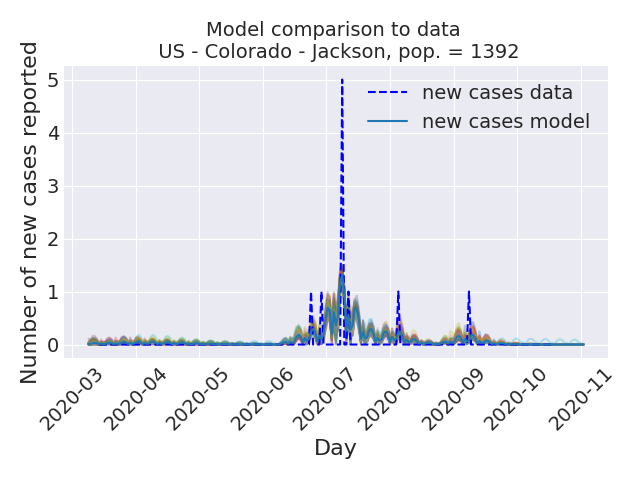 Model comparison to data
US - Colorado - Jackson, pop. = 1392
Number of new cases reported
5
4
3
2
1
0
new cases data
new cases model
2020-03
2020-04
2020-05
2020-06
2020-07
2020-08
2020-09
2020-10
2020-11
Day